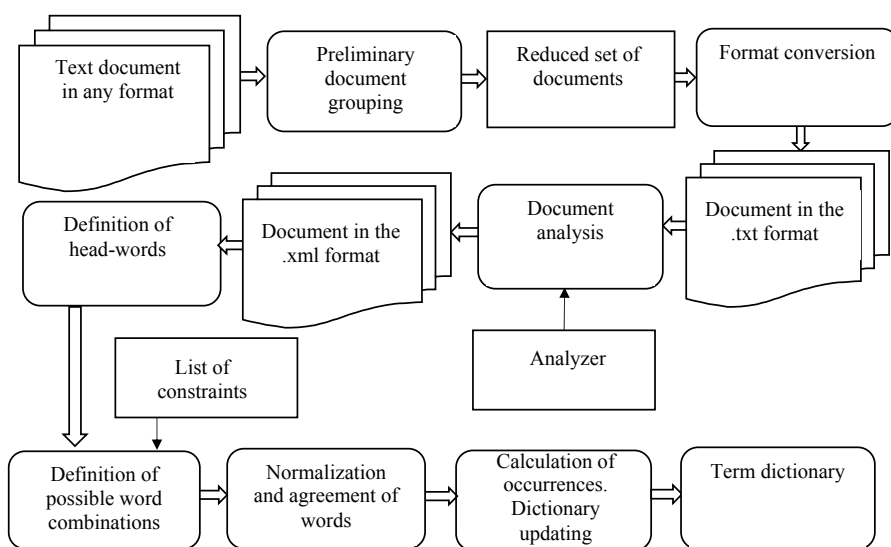 Text document
in any format
Preliminary
document
grouping
Reduced set of
documents
Format conversion
Definition of
head-words
Document in the
.xml format
Document
analysis
Document in the
.txt format
List of
constraints
Analyzer
Definition of
possible word
combinations
Normalization
and agreement of
words
Calculation of
occurrences.
Dictionary
updating
Term dictionary